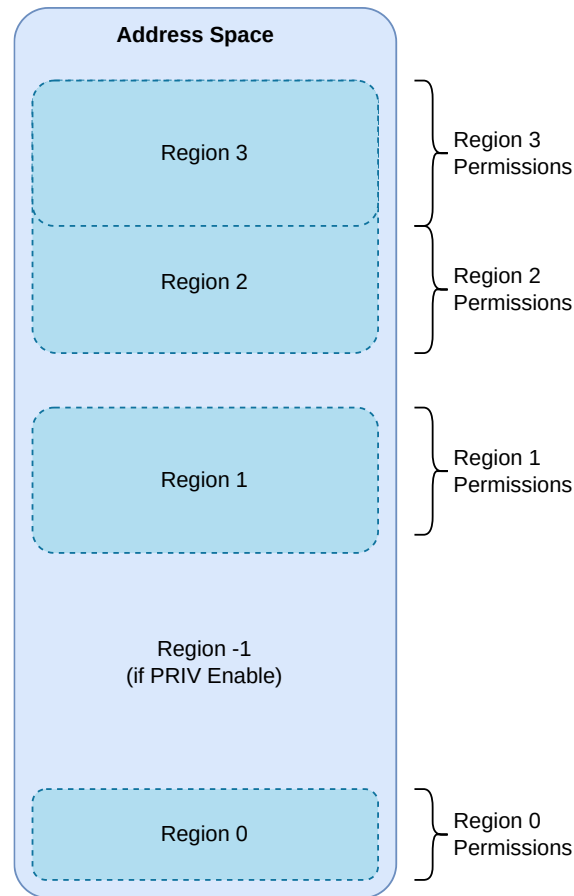 Address Space
Region 3
Region 3
Permissions
Region 2
Region 2
Permissions
Region 1
Region 1
Permissions
Region -1
(if PRIV Enable)
Region 0
Region 0
Permissions